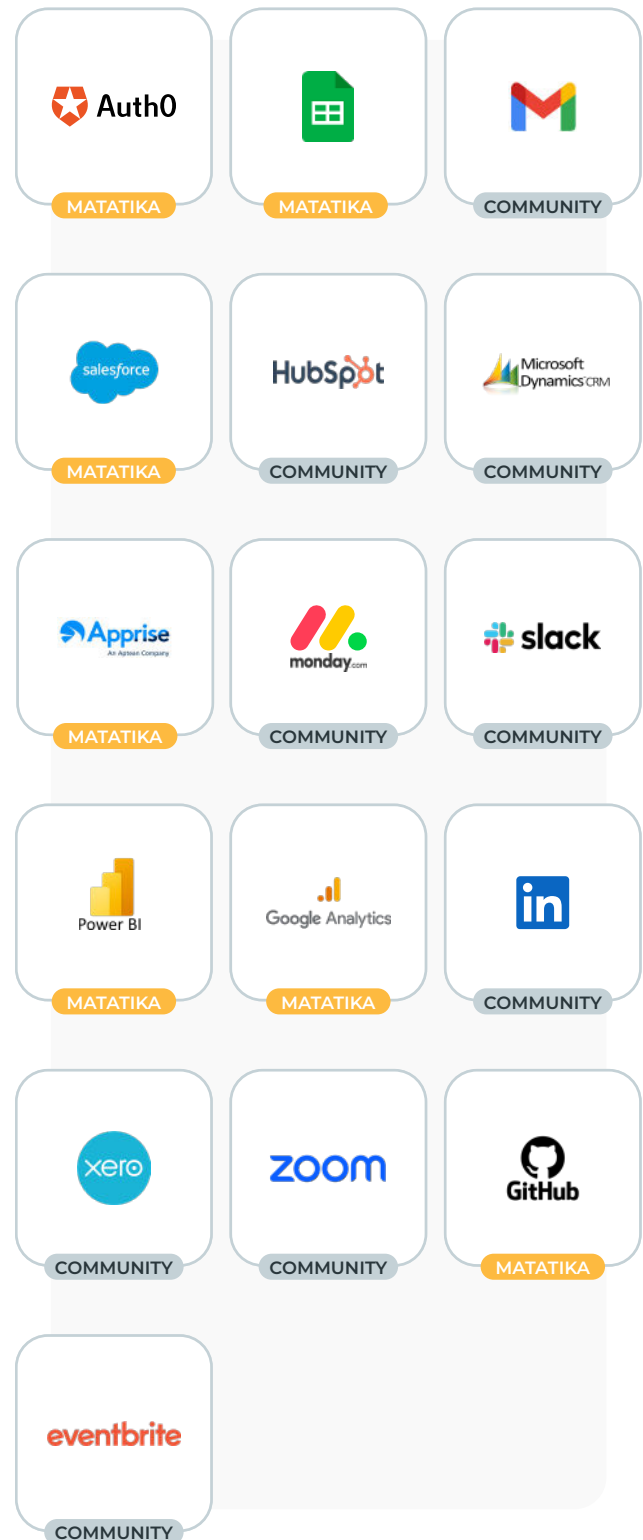 Auth0
MATATIKA
MATATIKA
COMMUNITY
salesforce
HubSpot
Microsoft
Dynamics CRM
MATATIKA
COMMUNITY
COMMUNITY
Apprise
An Aptean Company
monday.com
slack
MATATIKA
COMMUNITY
COMMUNITY
Power BI
Google Analytics
in
MATATIKA
MATATIKA
COMMUNITY
xero
zoom
GitHub
COMMUNITY
COMMUNITY
MATATIKA
eventbrite
COMMUNITY